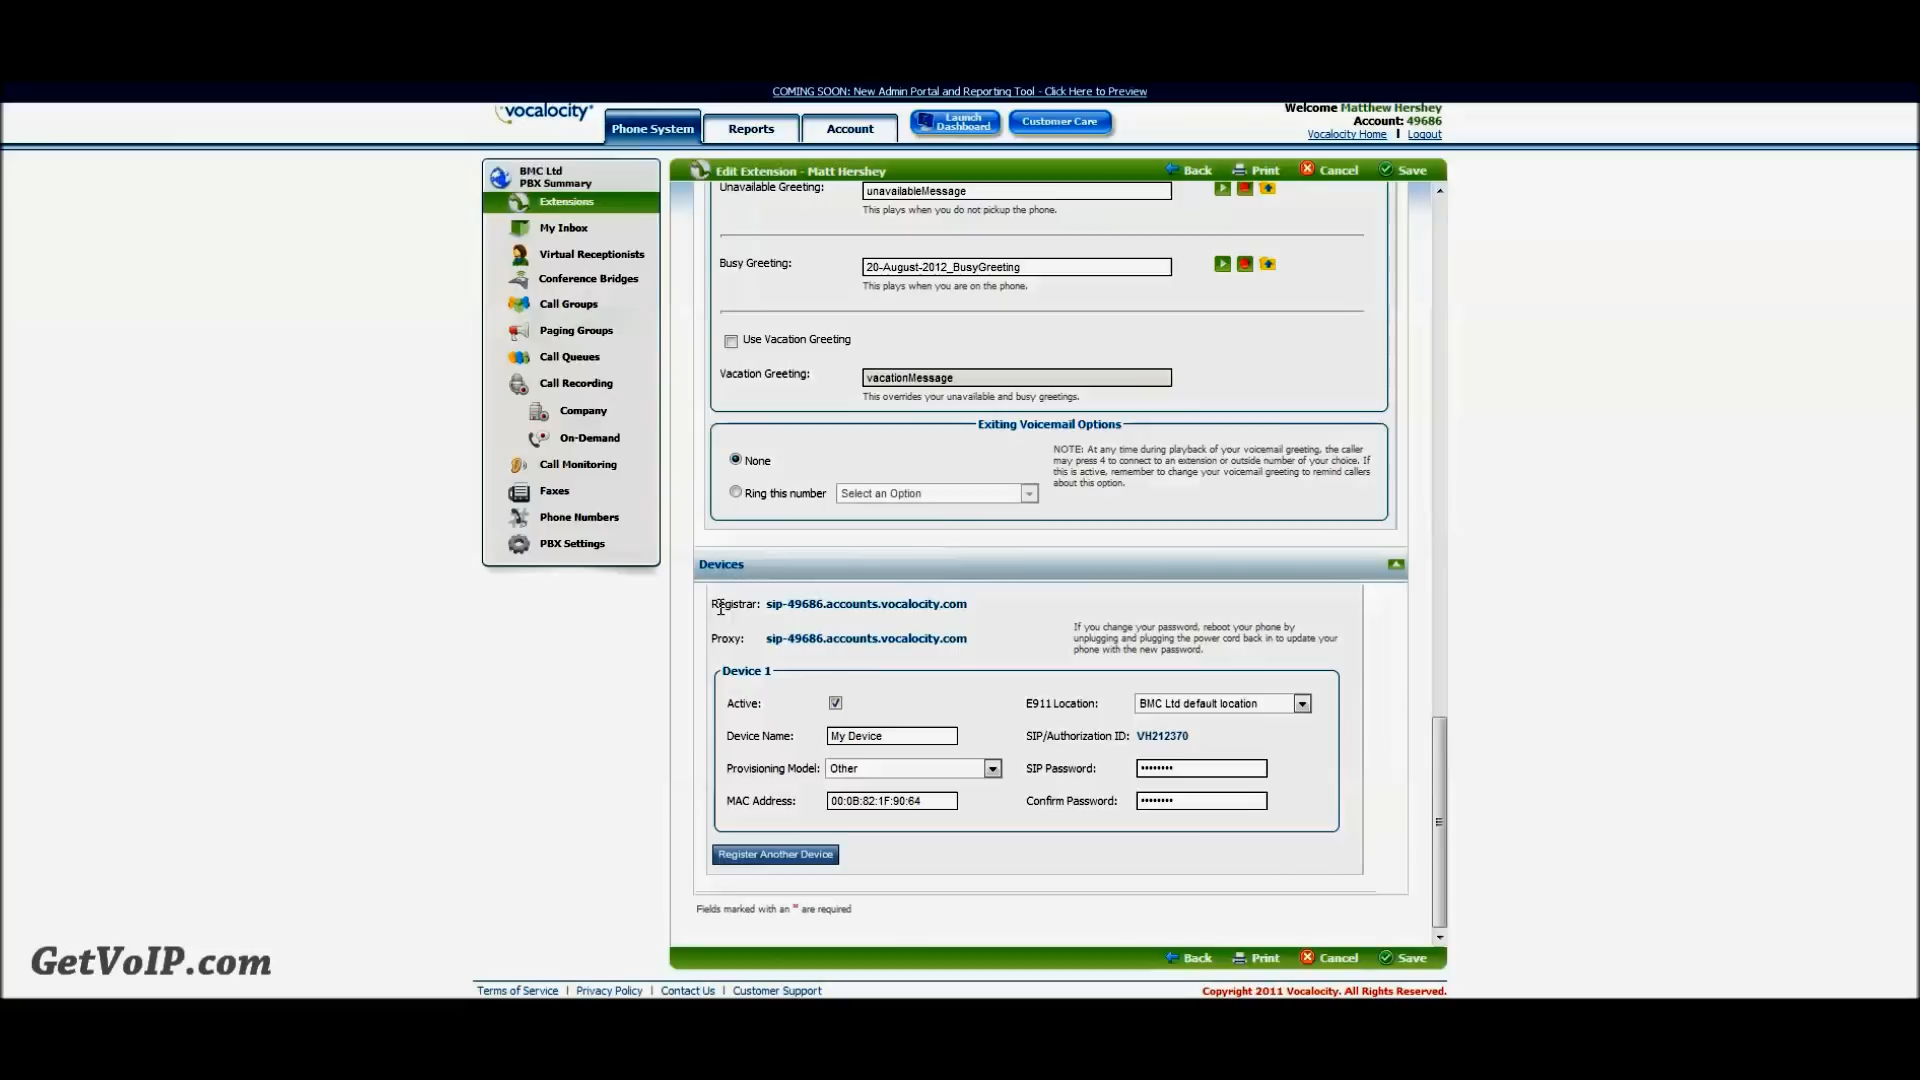 COMING SOON: New Admin Portal and Reporting Tool - Click Here to Preview
vocalocity
Phone System
Reports
Account
Launch
Dashboard
Customer Care
Welcome Matthew Hershey
Account: 49686
Vocalocity Home | Logout
BMC Ltd
PBX Summary
Extensions
My Inbox
Virtual Receptionists
Conference Bridges
Call Groups
Paging Groups
Call Queues
Call Recording
Company
On-Demand
Call Monitoring
Faxes
Phone Numbers
PBX Settings
Edit Extension - Matt Hershey
Back
Print
Cancel
Save
Unavailable Greeting:
unavailableMessage
This plays when you do not pickup the phone.
Busy Greeting:
20-August-2012_BusyGreeting
This plays when you are on the phone.
Use Vacation Greeting
Vacation Greeting:
vacationMessage
This overrides your unavailable and busy greetings.
Exiting Voicemail Options
None
Ring this number
Select an Option
NOTE: At any time during playback of your voicemail greeting, the caller
may press 4 to connect to an extension or outside number of your choice. If
this is active, remember to change your voicemail greeting to remind callers
about this option.
Devices
Registrar: sip-49686.accounts.vocalocity.com
Proxy: sip-49686.accounts.vocalocity.com
If you change your password, reboot your phone by
unplugging and plugging the power cord back in to update your
phone with the new password.
Device 1
Active:
E911 Location: BMC Ltd default location
Device Name: My Device
SIP/Authorization ID: VH212370
Provisioning Model: Other
SIP Password: ••••••••
MAC Address: 00:0B:82:1F:90:64
Confirm Password: ••••••••
Register Another Device
Fields marked with an * are required
Back
Print
Cancel
Save
GetVoIP.com
Terms of Service | Privacy Policy | Contact Us | Customer Support
Copyright 2011 Vocalocity. All Rights Reserved.